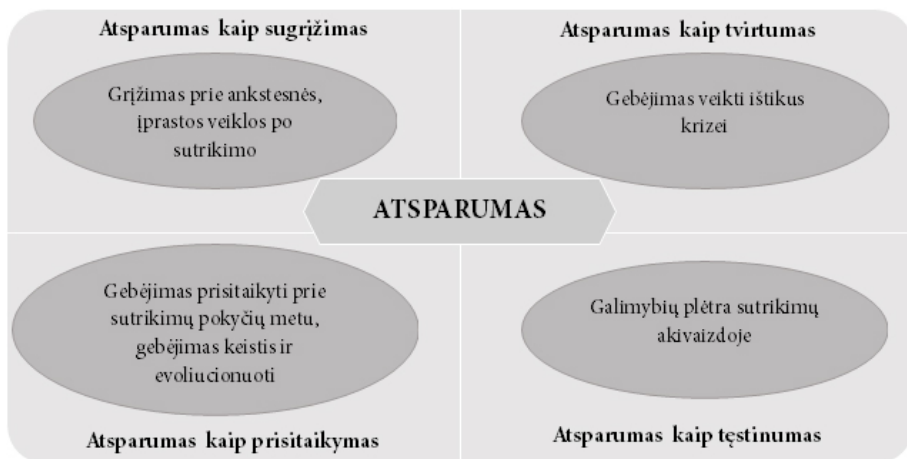 Atsparumas kaip sugrįžimas
Grįžimas prie ankstesnės,
įprastos veiklos po
sutrikimo
Atsparumas kaip tvirtumas
Gebėjimas veikti ištikus
krizei
ATSPARUMAS
Gebėjimas prisitaikyti prie
sutrikimų pokyčių metu,
gebėjimas keistis ir
evoliucionuoti
Atsparumas kaip prisitaikymas
Galimybių plėtra sutrikimų
akivaizdoje
Atsparumas kaip tęstinumas